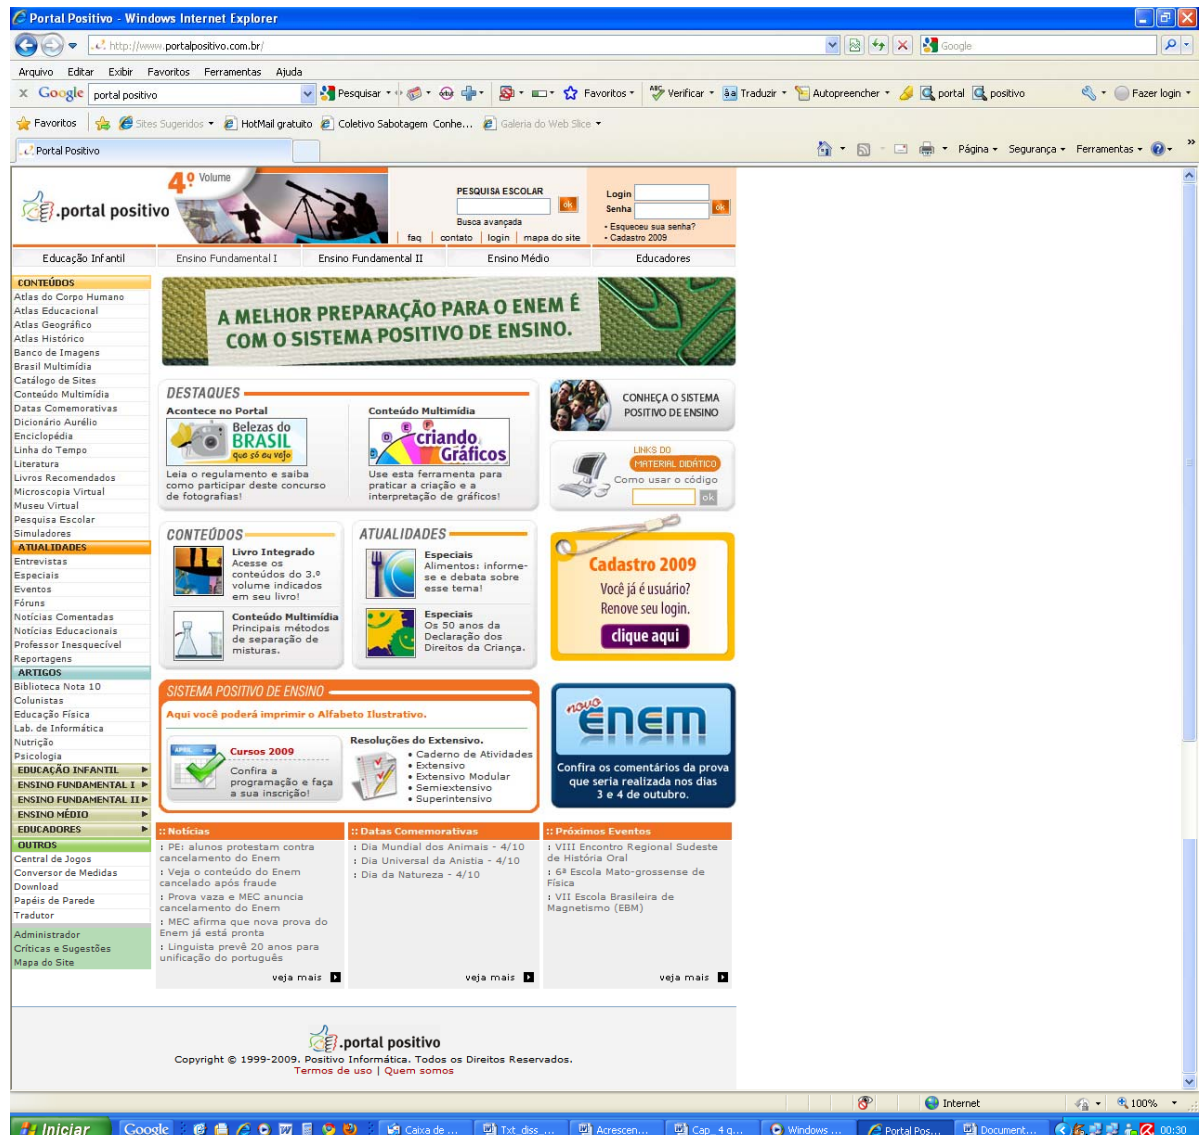 Portal Positivo - Windows Internet Explorer
http://www.portalpositivo.com.br/
Google
Arquivo Editar Exibir Favoritos Ferramentas Ajuda
x Google portal positivo Pesquisar Favoritos Verificar Traduzir Autopreencher portal positivo Fazer login
Favoritos Sites Sugeridos HotMail gratuito Coletivo Sabotagem Conhe... Galeria do Web Slice
Portal Positivo
Página Segurança Ferramentas
.portal positivo
4.º Volume
PESQUISA ESCOLAR
ok
Busca avançada
faq | contato | login | mapa do site
Login
Senha ok
• Esqueceu sua senha?
• Cadastro 2009
Educação Infantil Ensino Fundamental I Ensino Fundamental II Ensino Médio Educadores
CONTEÚDOS
Atlas do Corpo Humano
Atlas Educacional
Atlas Geográfico
Atlas Histórico
Banco de Imagens
Brasil Multimídia
Catálogo de Sites
Conteúdo Multimídia
Datas Comemorativas
Dicionário Aurélio
Enciclopédia
Linha do Tempo
Literatura
Livros Recomendados
Microscopia Virtual
Museu Virtual
Pesquisa Escolar
Simuladores
ATUALIDADES
Entrevistas
Especiais
Eventos
Fóruns
Notícias Comentadas
Notícias Educacionais
Professor Inesquecível
Reportagens
ARTIGOS
Biblioteca Nota 10
Colunistas
Educação Física
Lab. de Informática
Nutrição
Psicologia
EDUCAÇÃO INFANTIL
ENSINO FUNDAMENTAL I
ENSINO FUNDAMENTAL II
ENSINO MÉDIO
EDUCADORES
OUTROS
Central de Jogos
Conversor de Medidas
Download
Papéis de Parede
Tradutor
Administrador
Críticas e Sugestões
Mapa do Site
A MELHOR PREPARAÇÃO PARA O ENEM É
COM O SISTEMA POSITIVO DE ENSINO.
DESTAQUES
Acontece no Portal
Belezas do
BRASIL
que só eu vejo
Leia o regulamento e saiba
como participar deste concurso
de fotografias!
Conteúdo Multimídia
D E F
criando
Gráficos
Use esta ferramenta para
praticar a criação e a
interpretação de gráficos!
CONHEÇA O SISTEMA
POSITIVO DE ENSINO
LINKS DO
MATERIAL DIDÁTICO
Como usar o código
ok
CONTEÚDOS
Livro Integrado
Acesse os
conteúdos do 3.º
volume indicados
em seu livro!
Conteúdo Multimídia
Principais métodos
de separação de
misturas.
ATUALIDADES
Especiais
Alimentos: informe-
se e debata sobre
esse tema!
Especiais
Os 50 anos da
Declaração dos
Direitos da Criança.
Cadastro 2009
Você já é usuário?
Renove seu login.
clique aqui
SISTEMA POSITIVO DE ENSINO
Aqui você poderá imprimir o Alfabeto Ilustrativo.
APRIL
Cursos 2009
Confira a
programação e faça
a sua inscrição!
Resoluções do Extensivo.
• Caderno de Atividades
• Extensivo
• Extensivo Modular
• Semiextensivo
• Superintensivo
novo
enem
Confira os comentários da prova
que seria realizada nos dias
3 e 4 de outubro.
:: Notícias
: PE: alunos protestam contra
cancelamento do Enem
: Veja o conteúdo do Enem
cancelado após fraude
: Prova vaza e MEC anuncia
cancelamento do Enem
: MEC afirma que nova prova do
Enem já está pronta
: Linguista prevê 20 anos para
unificação do português
veja mais
:: Datas Comemorativas
: Dia Mundial dos Animais - 4/10
: Dia Universal da Anistia - 4/10
: Dia da Natureza - 4/10
veja mais
:: Próximos Eventos
: VIII Encontro Regional Sudeste
de História Oral
: 6ª Escola Mato-grossense de
Física
: VII Escola Brasileira de
Magnetismo (EBM)
veja mais
.portal positivo
Copyright © 1999-2009. Positivo Informática. Todos os Direitos Reservados.
Termos de uso | Quem somos
Internet 100%
Iniciar Google Caixa de ... Txt_diss_... Acrescen... Cap_4 q... Windows ... Portal Pos... Document... 00:30